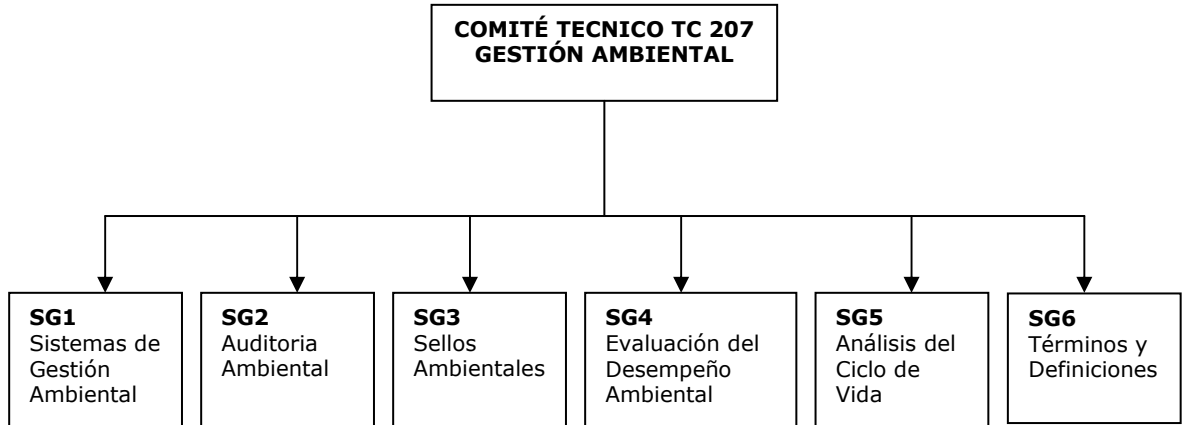 COMITÉ TECNICO TC 207
GESTIÓN AMBIENTAL
SG1
Sistemas de
Gestión
Ambiental
SG2
Auditoria
Ambiental
SG3
Sellos
Ambientales
SG4
Evaluación del
Desempeño
Ambiental
SG5
Análisis del
Ciclo de
Vida
SG6
Términos y
Definiciones